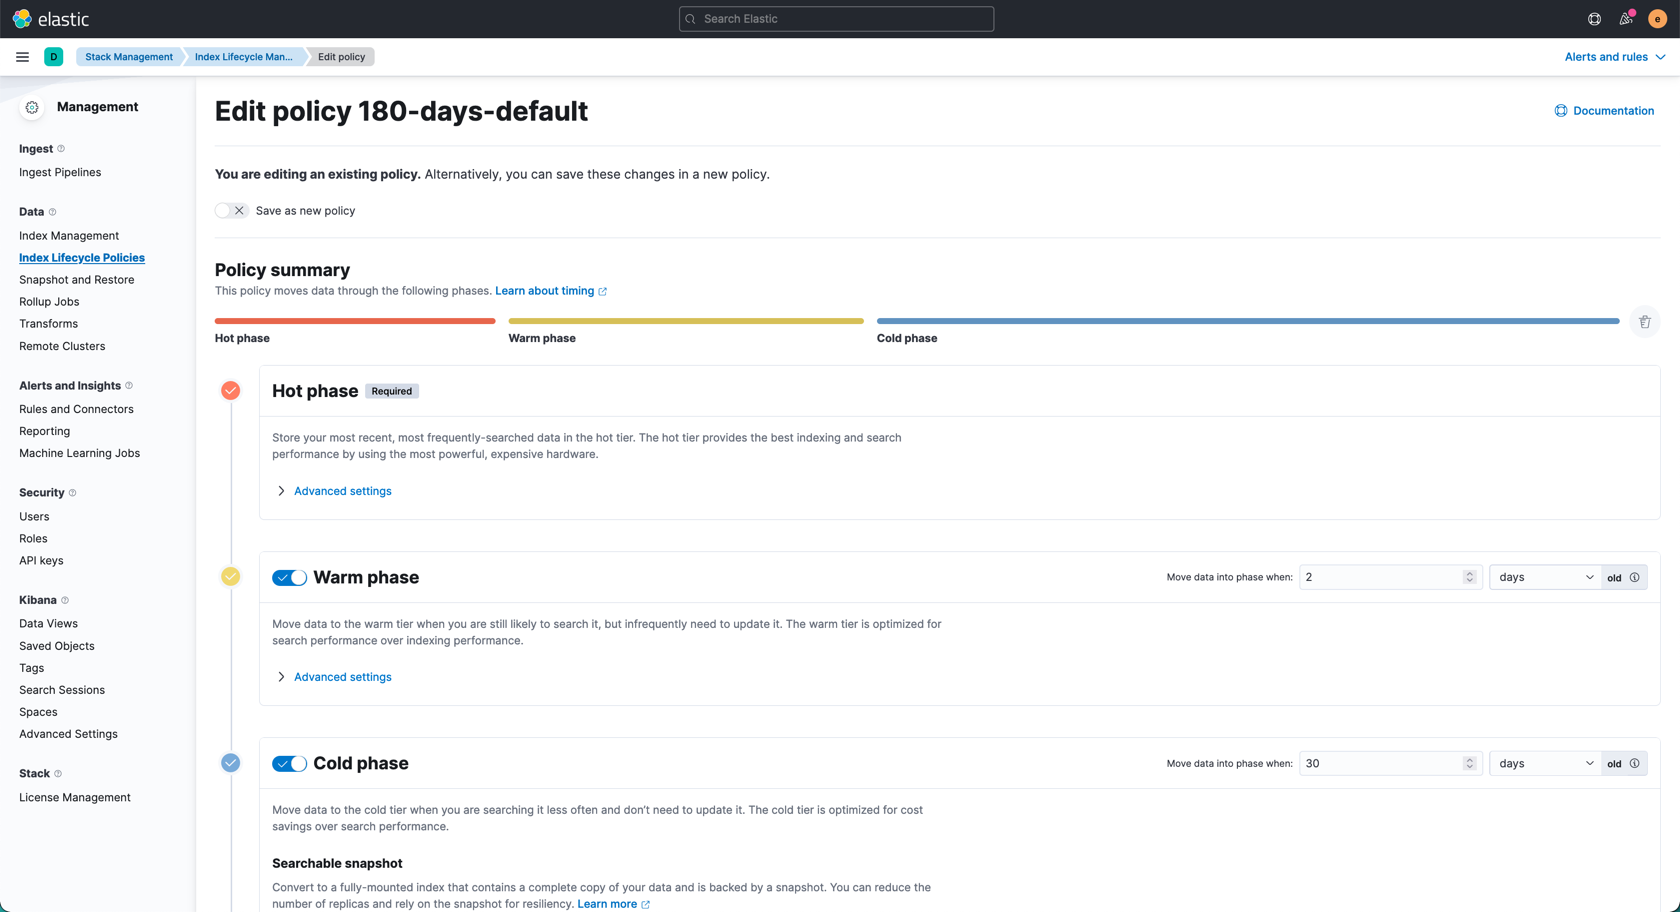 elastic
Search Elastic
e
D
Stack Management
Index Lifecycle Man...
Edit policy
Alerts and rules
Management
Ingest
Ingest Pipelines
Data
Index Management
Index Lifecycle Policies
Snapshot and Restore
Rollup Jobs
Transforms
Remote Clusters
Alerts and Insights
Rules and Connectors
Reporting
Machine Learning Jobs
Security
Users
Roles
API keys
Kibana
Data Views
Saved Objects
Tags
Search Sessions
Spaces
Advanced Settings
Stack
License Management
Edit policy 180-days-default
Documentation
You are editing an existing policy. Alternatively, you can save these changes in a new policy.
Save as new policy
Policy summary
This policy moves data through the following phases. Learn about timing
Hot phase
Warm phase
Cold phase
Hot phase Required
Store your most recent, most frequently-searched data in the hot tier. The hot tier provides the best indexing and search
performance by using the most powerful, expensive hardware.
Advanced settings
Warm phase
Move data into phase when: 2 days old
Move data to the warm tier when you are still likely to search it, but infrequently need to update it. The warm tier is optimized for
search performance over indexing performance.
Advanced settings
Cold phase
Move data into phase when: 30 days old
Move data to the cold tier when you are searching it less often and don’t need to update it. The cold tier is optimized for cost
savings over search performance.
Searchable snapshot
Convert to a fully-mounted index that contains a complete copy of your data and is backed by a snapshot. You can reduce the
number of replicas and rely on the snapshot for resiliency. Learn more